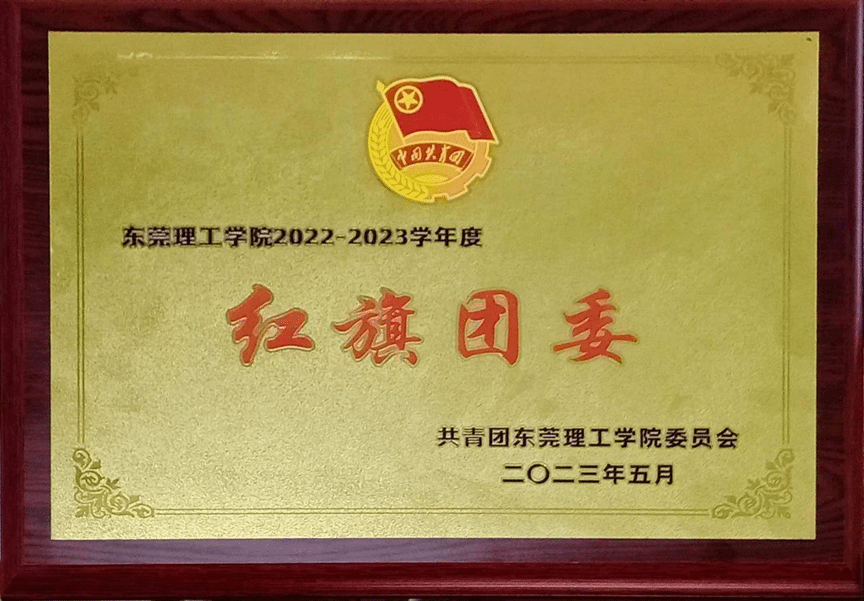 中国共青团
东莞理工学院2022-2023学年度
红旗团委
共青团东莞理工学院委员会
二〇二三年五月